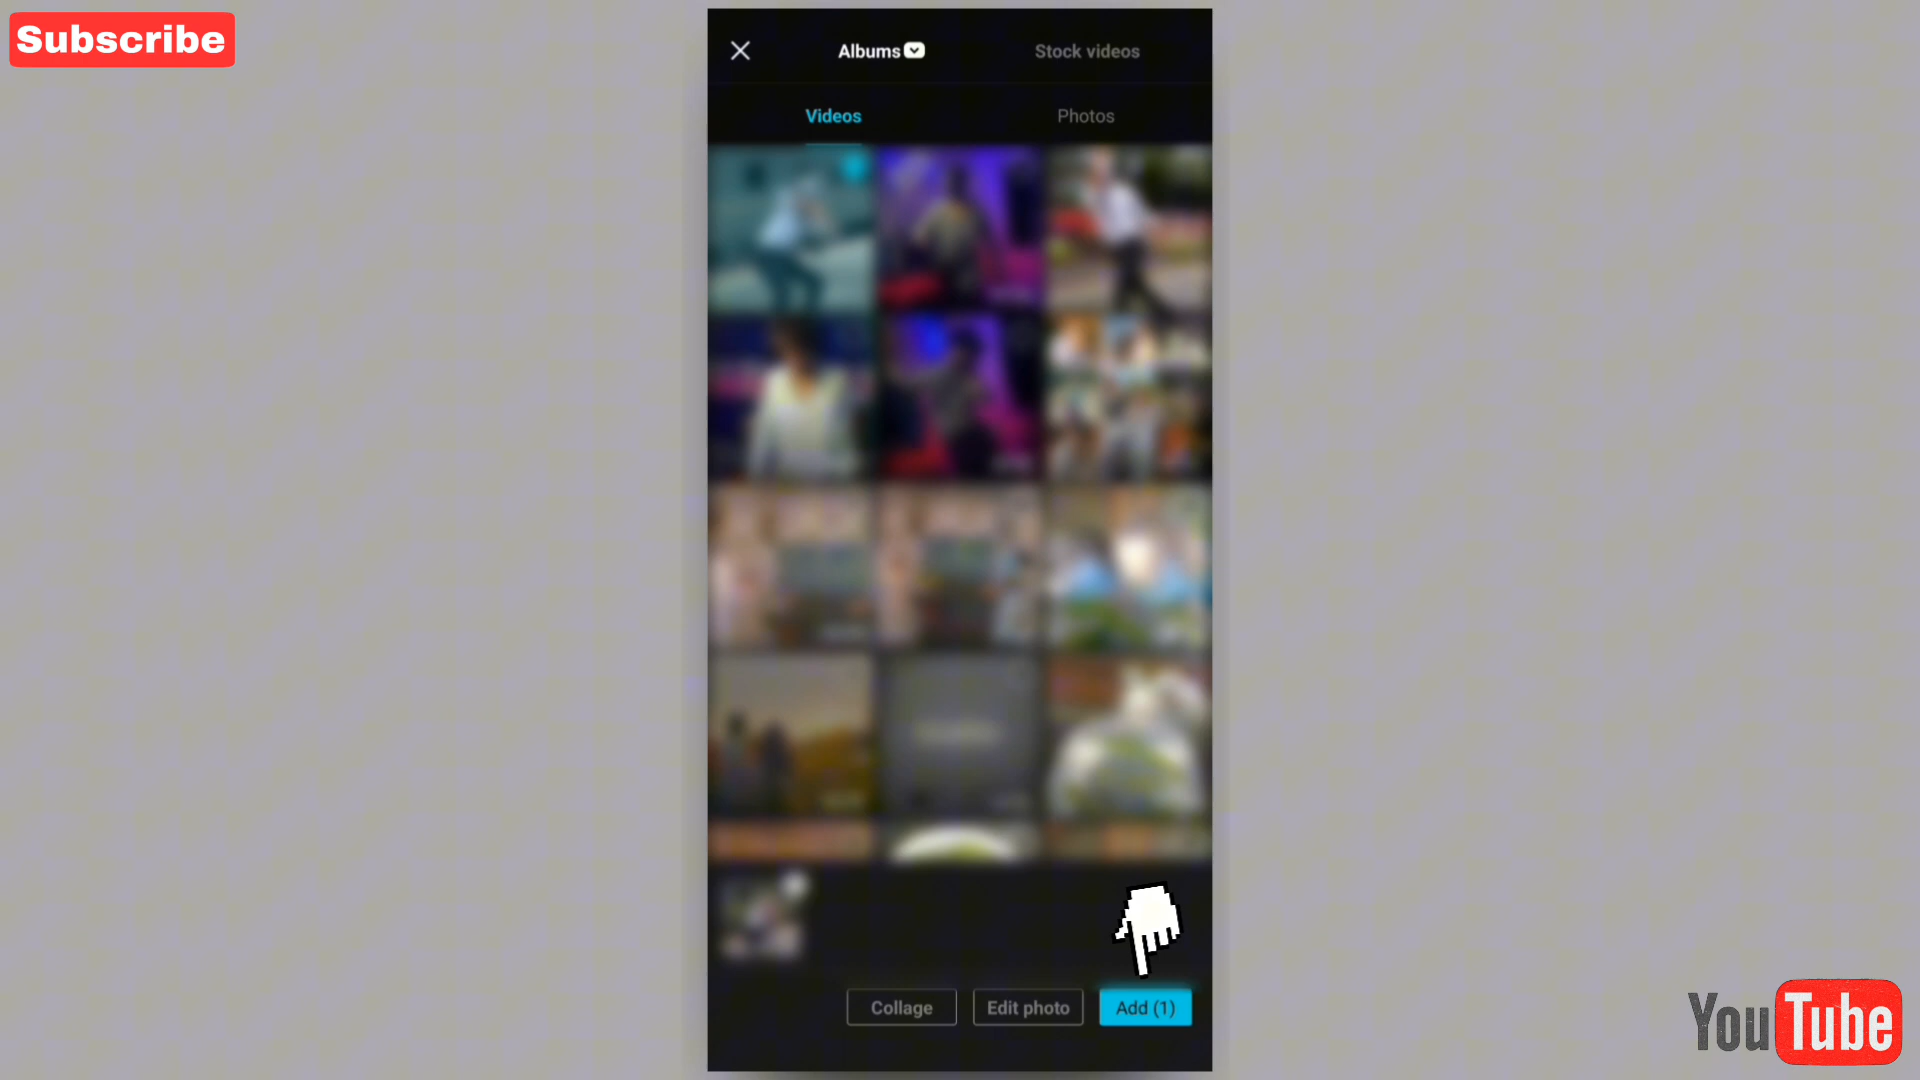 Subscribe
Albums
Stock videos
Videos
Photos
Collage
Edit photo
Add (1)
YouTube